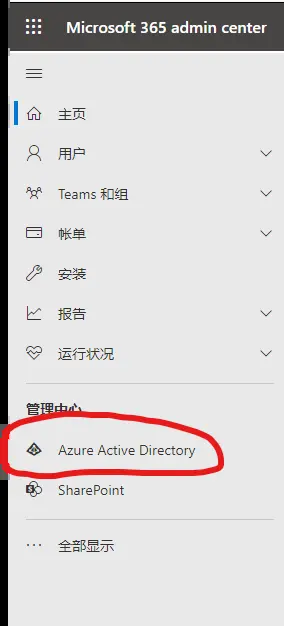 Microsoft 365 admin center
主页
用户
Teams 和组
帐单
安装
报告
运行状况
管理中心
Azure Active Directory
SharePoint
全部显示